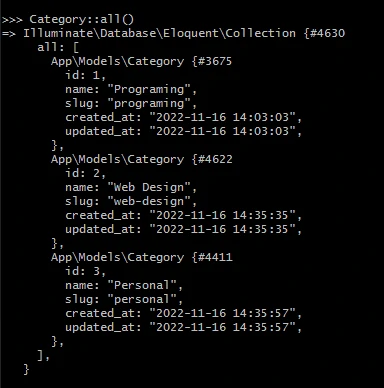 >>> Category::all()
=> Illuminate\Database\Eloquent\Collection {#4630
all: [
App\Models\Category {#3675
id: 1,
name: "Programing",
slug: "programing",
created_at: "2022-11-16 14:03:03",
updated_at: "2022-11-16 14:03:03",
},
App\Models\Category {#4622
id: 2,
name: "Web Design",
slug: "web-design",
created_at: "2022-11-16 14:35:35",
updated_at: "2022-11-16 14:35:35",
},
App\Models\Category {#4411
id: 3,
name: "Personal",
slug: "personal",
created_at: "2022-11-16 14:35:57",
updated_at: "2022-11-16 14:35:57",
},
],
}